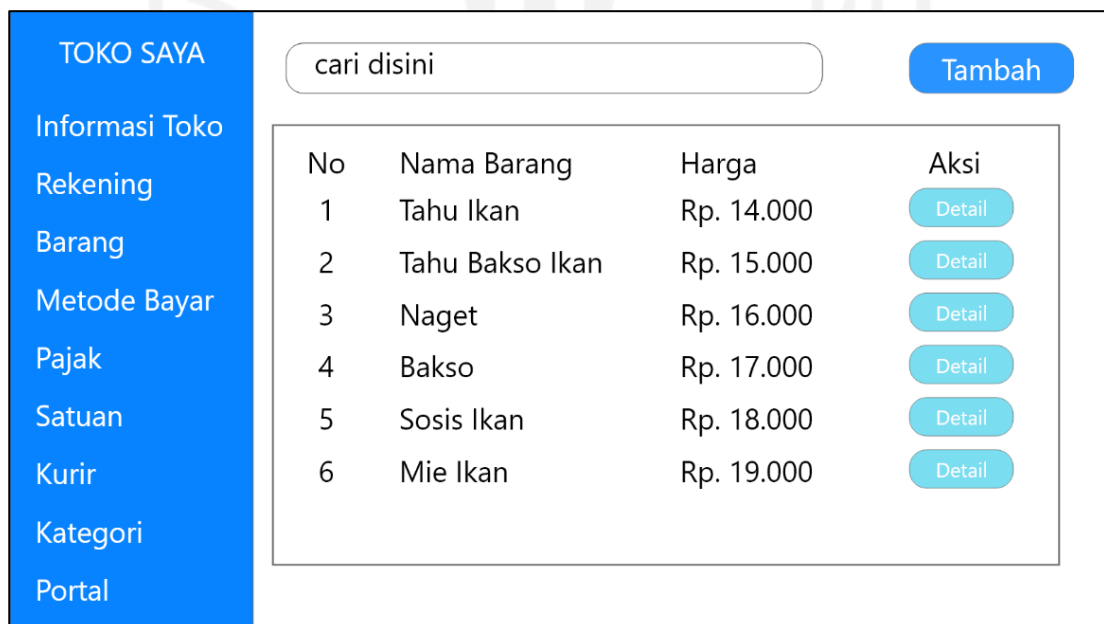 TOKO SAYA
Informasi Toko
Rekening
Barang
Metode Bayar
Pajak
Satuan
Kurir
Kategori
Portal
cari disini
Tambah
No Nama Barang Harga Aksi
1 Tahu Ikan Rp. 14.000 Detail
2 Tahu Bakso Ikan Rp. 15.000 Detail
3 Naget Rp. 16.000 Detail
4 Bakso Rp. 17.000 Detail
5 Sosis Ikan Rp. 18.000 Detail
6 Mie Ikan Rp. 19.000 Detail